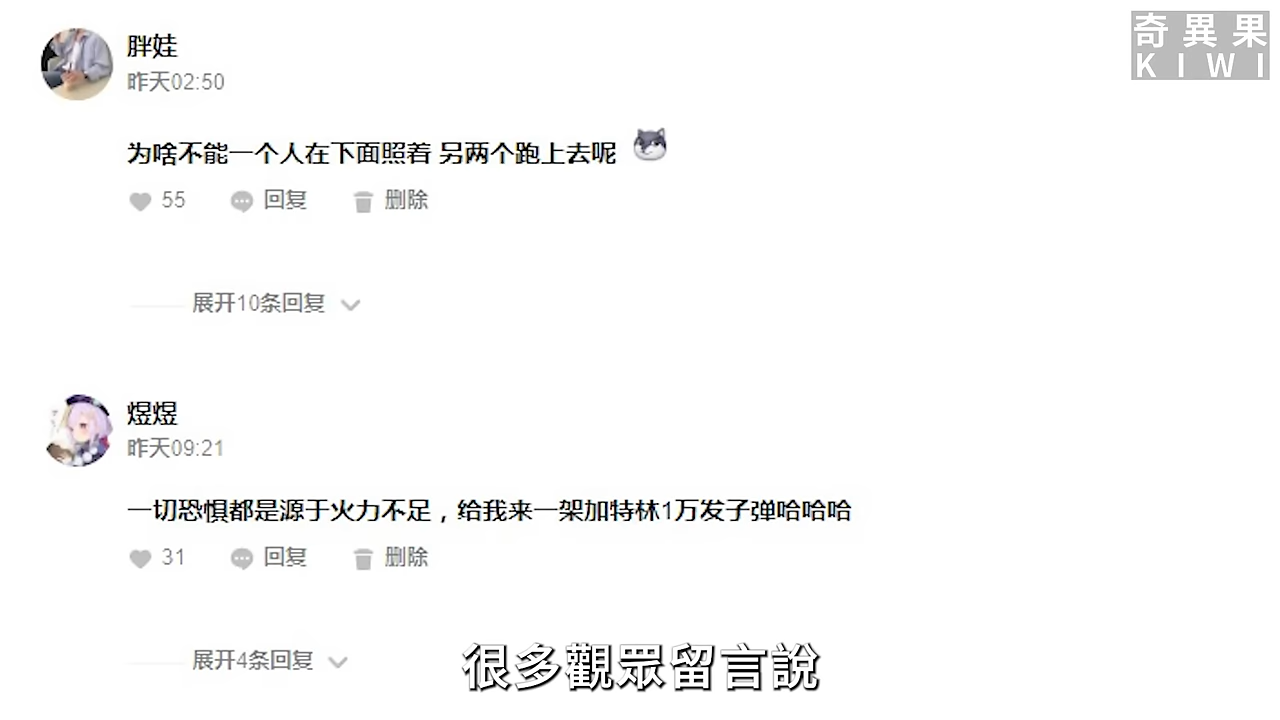 奇異果
KIWI
胖娃
昨天02:50
为啥不能一个人在下面照着 另两个跑上去呢
55 回复 删除
展开10条回复
煜煜
昨天09:21
一切恐惧都是源于火力不足，给我来一架加特林1万发子弹哈哈哈
31 回复 删除
展开4条回复
很多觀眾留言說